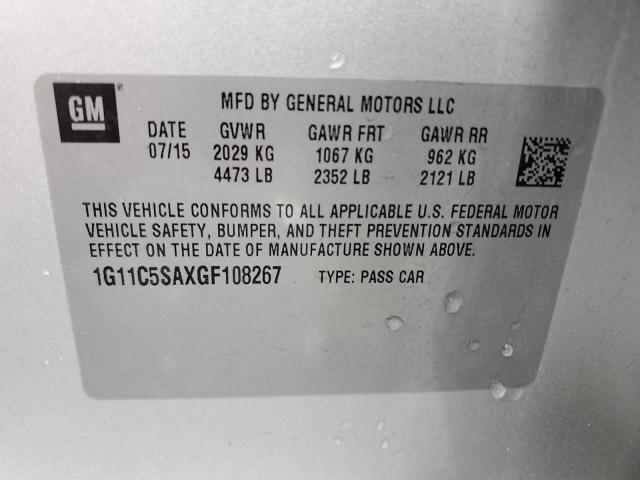 GM®
MFD BY GENERAL MOTORS LLC
DATE GVWR GAWR FRT GAWR RR
07/15 2029 KG 1067 KG 962 KG
4473 LB 2352 LB 2121 LB
THIS VEHICLE CONFORMS TO ALL APPLICABLE U.S. FEDERAL MOTOR
VEHICLE SAFETY, BUMPER, AND THEFT PREVENTION STANDARDS IN
EFFECT ON THE DATE OF MANUFACTURE SHOWN ABOVE.
1G11C5SAXGF108267 TYPE: PASS CAR